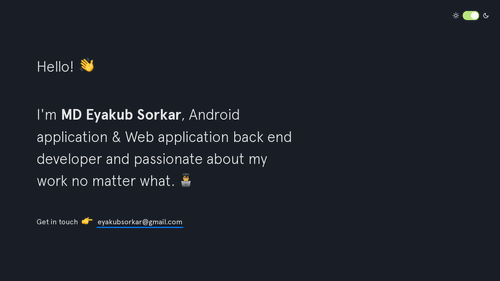 Hello! 👋
I'm MD Eyakub Sorkar, Android
application & Web application back end
developer and passionate about my
work no matter what. 👨‍💻
Get in touch 👉 eyakubsorkar@gmail.com